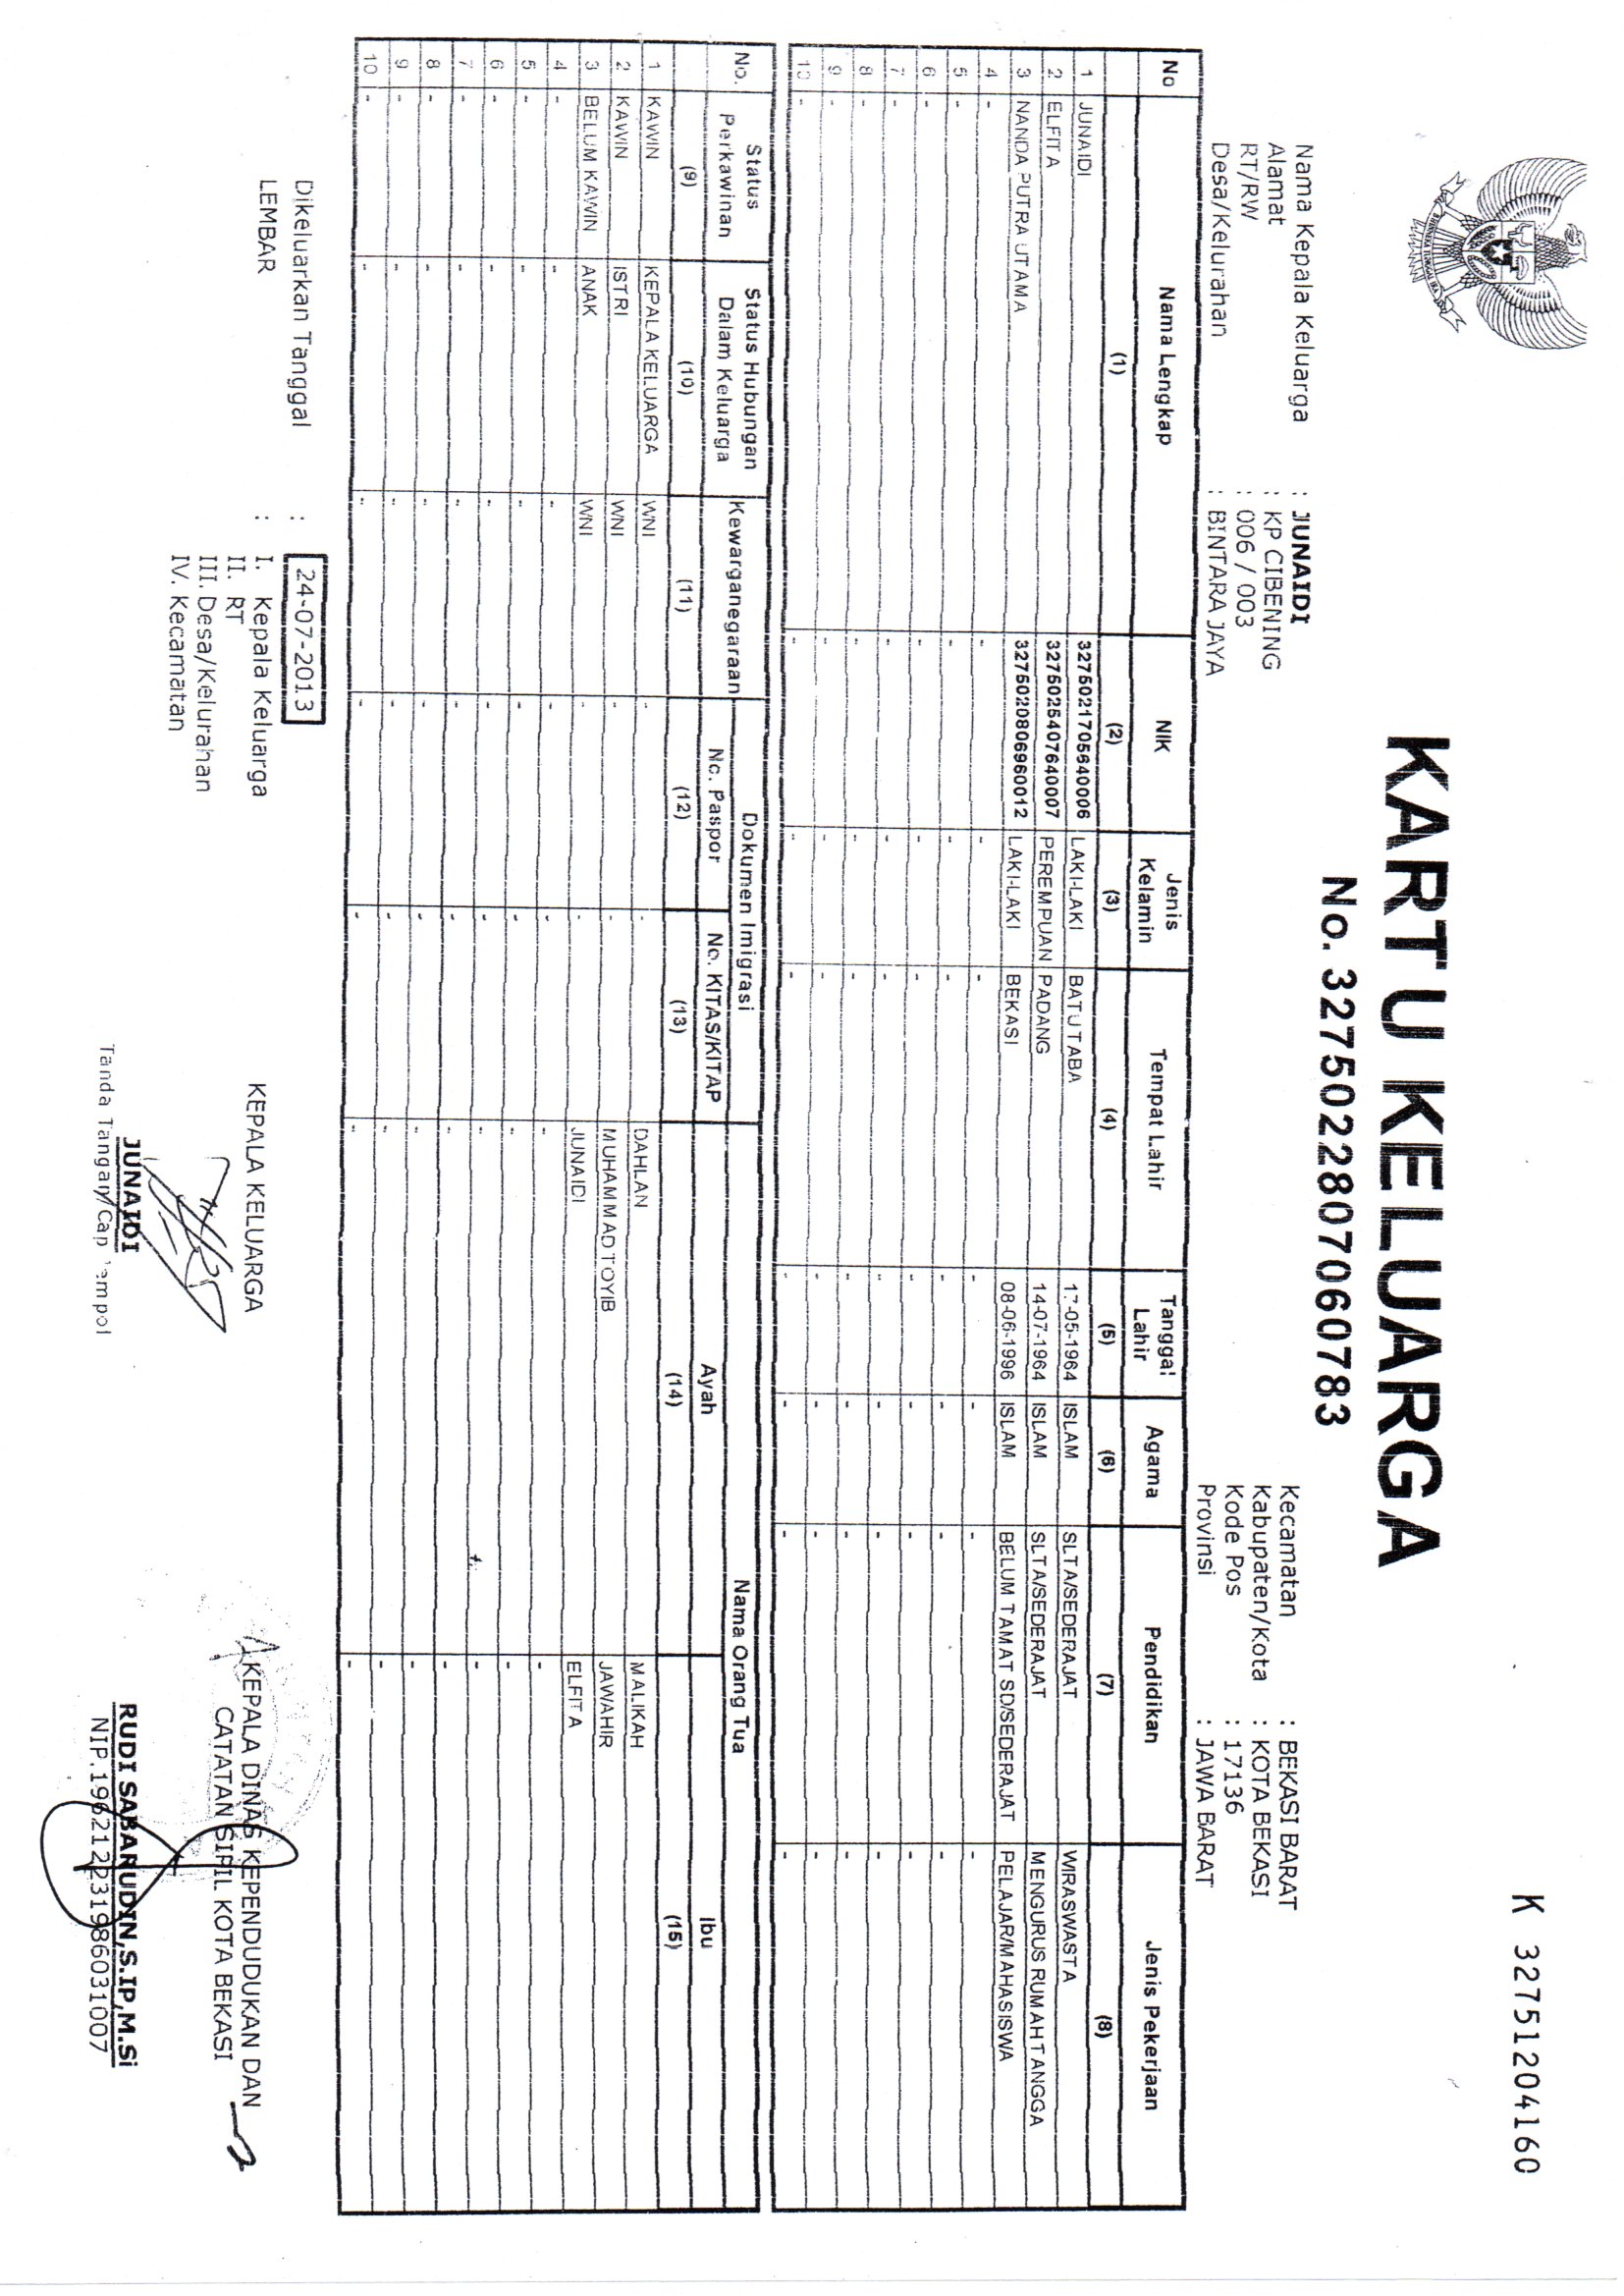 BHINNEKA TUNGGAL IKA
K 32751204160
KARTU KELUARGA
No. 3275022807060783
Nama Kepala Keluarga : JUNAIDI
Alamat : KP CIBENING
RT/RW : 006 / 003
Desa/Kelurahan : BINTARA JAYA
Kecamatan : BEKASI BARAT
Kabupaten/Kota : KOTA BEKASI
Kode Pos : 17136
Provinsi : JAWA BARAT
No Nama Lengkap NIK Jenis Kelamin Tempat Lahir Tanggal Lahir Agama Pendidikan Jenis Pekerjaan
(1) (2) (3) (4) (5) (6) (7) (8)
1 JUNAIDI 3275021705640006 LAKI-LAKI BATUTABA 17-05-1964 ISLAM SLTA/SEDERAJAT WIRASWASTA
2 ELFITA 3275025407640007 PEREMPUAN PADANG 14-07-1964 ISLAM SLTA/SEDERAJAT MENGURUS RUMAH TANGGA
3 NANDA PUTRA UTAMA 3275020806960012 LAKI-LAKI BEKASI 08-06-1996 ISLAM BELUM TAMAT SD/SEDERAJAT PELAJAR/MAHASISWA
4 - - - - - - - -
5 - - - - - - - -
6 - - - - - - - -
7 - - - - - - - -
8 - - - - - - - -
9 - - - - - - - -
10 - - - - - - - -
No. Status Perkawinan Status Hubungan Dalam Keluarga Kewarganegaraan Dokumen Imigrasi Nama Orang Tua
No. Paspor No. KITAS/KITAP Ayah Ibu
(9) (10) (11) (12) (13) (14) (15)
1 KAWIN KEPALA KELUARGA WNI - - DAHLAN MALIKAH
2 KAWIN ISTRI WNI - - MUHAMMAD TOYIB JAWAHIR
3 BELUM KAWIN ANAK WNI - - JUNAIDI ELFITA
4 - - - - - - -
5 - - - - - - -
6 - - - - - - -
7 - - - - - - -
8 - - - - - - -
9 - - - - - - -
10 - - - - - - -
Dikeluarkan Tanggal : 24-07-2013
LEMBAR : I. Kepala Keluarga
II. RT
III. Desa/Kelurahan
IV. Kecamatan
KEPALA KELUARGA
JUNAIDI
Tanda Tangan/Cap Jempol
KEPALA DINAS KEPENDUDUKAN DAN
CATATAN SIPIL KOTA BEKASI
RUDI SABARUDIN,S.IP,M.Si
NIP.196212231986031007